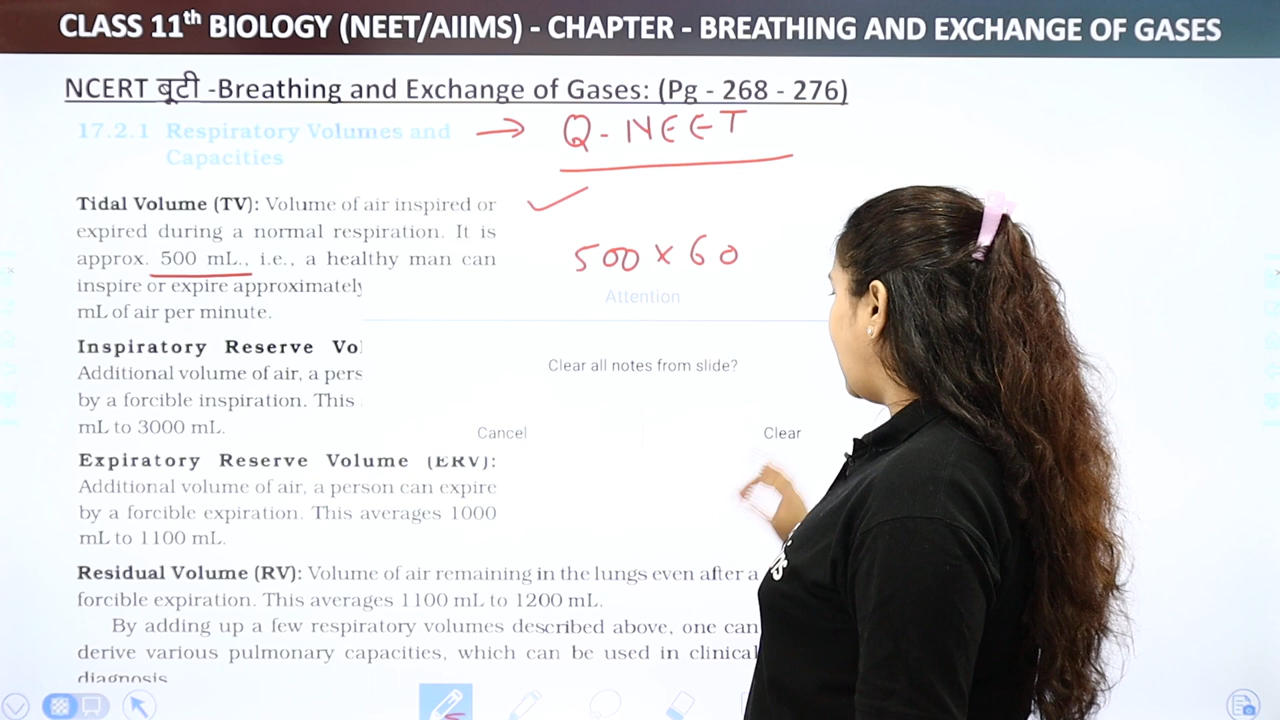 CLASS 11th BIOLOGY (NEET/AIIMS) - CHAPTER - BREATHING AND EXCHANGE OF GASES
NCERT बूटी -Breathing and Exchange of Gases: (Pg - 268 - 276)
17.2.1 Respiratory Volumes and
Capacities
→ Q - NEET
Tidal Volume (TV): Volume of air inspired or
expired during a normal respiration. It is
approx. 500 mL., i.e., a healthy man can
inspire or expire approximately
mL of air per minute.
500 × 60
Attention
Clear all notes from slide?
Cancel
Clear
Inspiratory Reserve
Additional volume of air, a
by a forcible inspiration. This
mL to 3000 mL.
Expiratory Reserve Volume (ERV):
Additional volume of air, a person can expire
by a forcible expiration. This averages 1000
mL to 1100 mL.
Residual Volume (RV): Volume of air remaining in the lungs even after a
forcible expiration. This averages 1100 mL to 1200 mL.
By adding up a few respiratory volumes described above, one can
derive various pulmonary capacities, which can be used in clinical
diagnosis